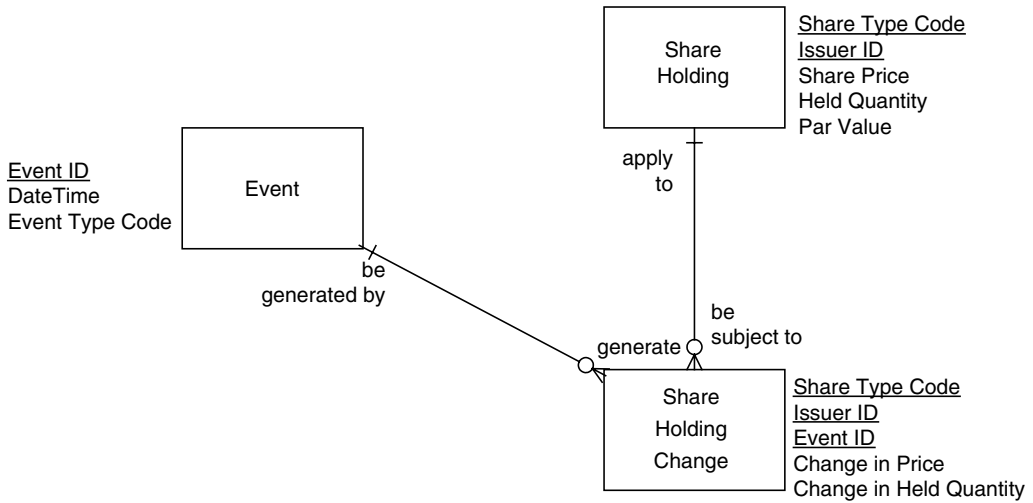 Share
Holding
Share Type Code
Issuer ID
Share Price
Held Quantity
Par Value
Event ID
DateTime
Event Type Code
Event
apply
to
be
generated by
be
subject to
generate
Share
Holding
Change
Share Type Code
Issuer ID
Event ID
Change in Price
Change in Held Quantity